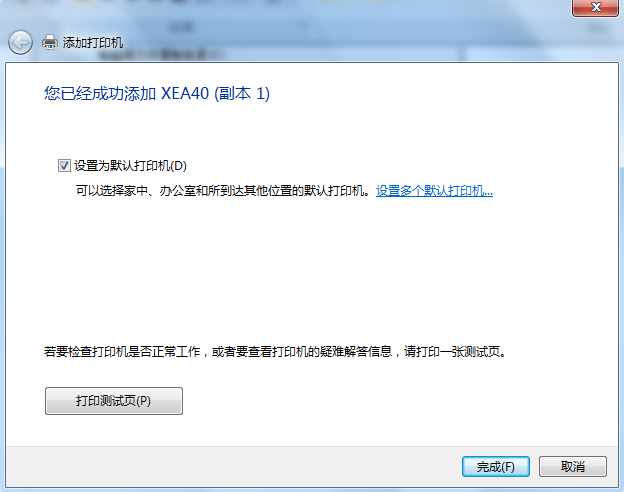 添加打印机
您已经成功添加 XEA40 (副本 1)
设置为默认打印机(D)
可以选择家中、办公室和所到达其他位置的默认打印机。设置多个默认打印机...
若要检查打印机是否正常工作，或者要查看打印机的疑难解答信息，请打印一张测试页。
打印测试页(P)
完成(F) 取消